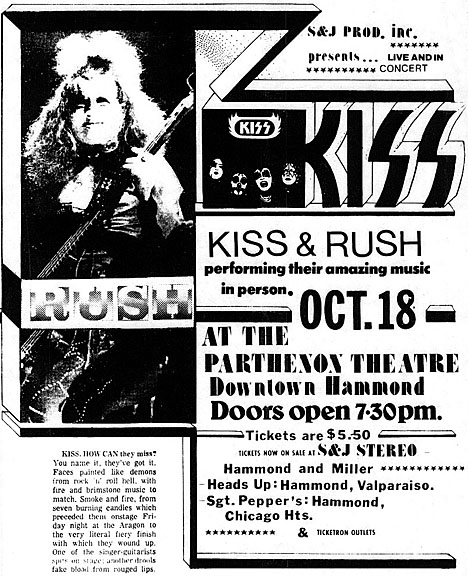 S&J PROD. inc.
*******
presents... LIVE AND IN
********** CONCERT
KISS
KISS
KISS & RUSH
performing their amazing music
in person.
OCT. 18
RUSH
AT THE
PARTHENON THEATRE
Downtown Hammond
Doors open 7·30pm.
Tickets are $5.50
TICKETS NOW ON SALE AT S&J STEREO
Hammond and Miller ***********
Heads Up: Hammond, Valparaiso.
Sgt. Pepper's: Hammond,
Chicago Hts.
********** & TICKETRON OUTLETS
KISS. HOW CAN they miss?
You name it, they've got it.
Faces painted like demons
from rock 'n' roll hell, with
fire and brimstone music to
match. Smoke and fire, from
seven burning candles which
preceded them onstage Fri-
day night at the Aragon to
the very literal fiery finish
with which they wound up.
One of the singer-guitarists
spits on stage; another drools
fake blood from rouged lips.